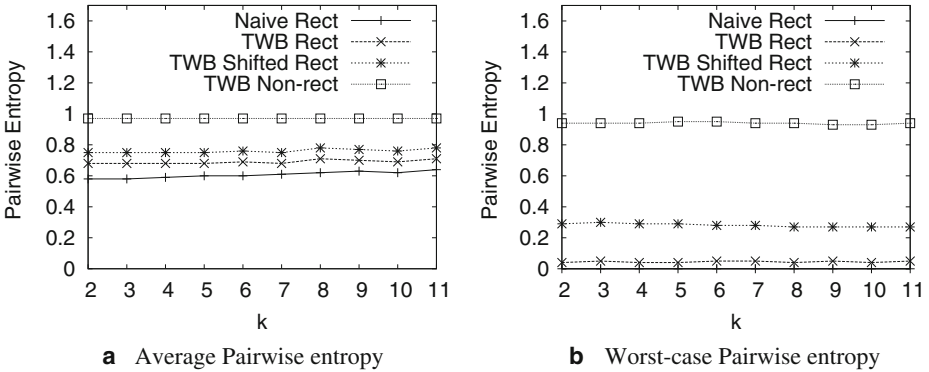 Pairwise Entropy
1.6
1.4
1.2
1
0.8
0.6
0.4
0.2
0
Naive Rect
TWB Rect
TWB Shifted Rect
TWB Non-rect
2 3 4 5 6 7 8 9 10 11
k
a Average Pairwise entropy
Pairwise Entropy
1.6
1.4
1.2
1
0.8
0.6
0.4
0.2
0
Naive Rect
TWB Rect
TWB Shifted Rect
TWB Non-rect
2 3 4 5 6 7 8 9 10 11
k
b Worst-case Pairwise entropy